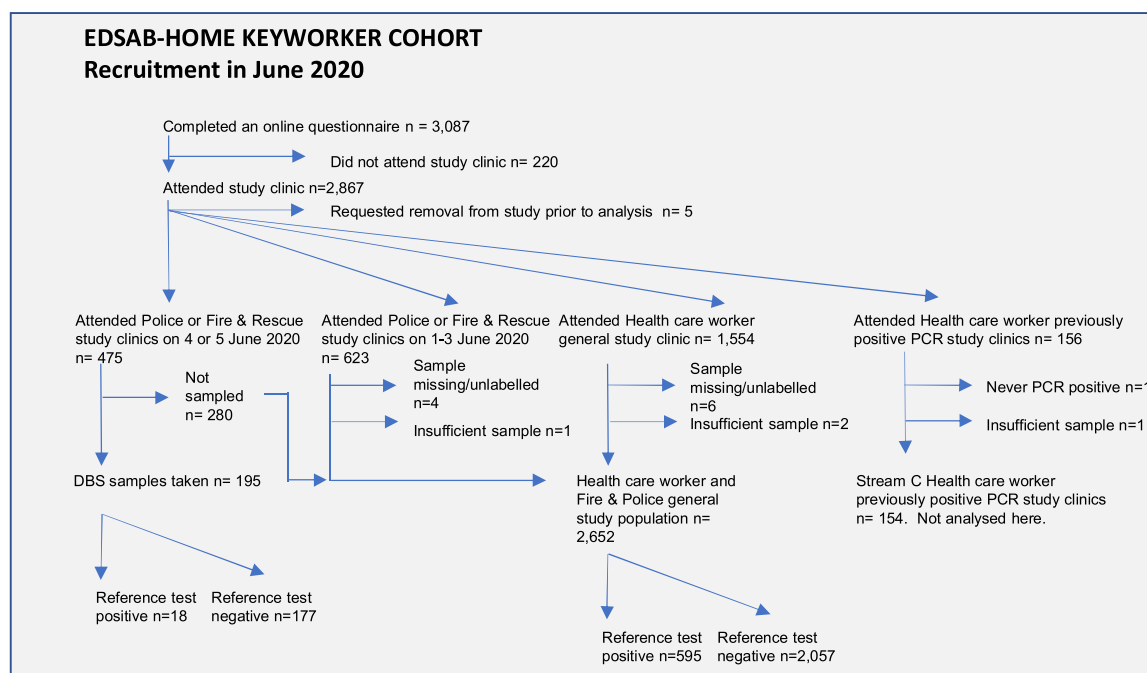 EDSAB-HOME KEYWORKER COHORT
Recruitment in June 2020
Completed an online questionnaire n = 3,087
Did not attend study clinic n= 220
Attended study clinic n=2,867
Requested removal from study prior to analysis n= 5
Attended Police or Fire & Rescue
study clinics on 4 or 5 June 2020
n= 475
Attended Police or Fire & Rescue
study clinics on 1-3 June 2020
n= 623
Attended Health care worker
general study clinic n= 1,554
Attended Health care worker previously
positive PCR study clinics n= 156
Not
sampled
n= 280
Sample
missing/unlabelled
n=4
Insufficient sample n=1
Sample
missing/unlabelled
n=6
Insufficient sample n=2
Never PCR positive n=1
Insufficient sample n=1
DBS samples taken n= 195
Health care worker and
Fire & Police general
study population n=
2,652
Stream C Health care worker
previously positive PCR study clinics
n= 154. Not analysed here.
Reference test
positive n=18
Reference test
negative n=177
Reference test
positive n=595
Reference test
negative n=2,057